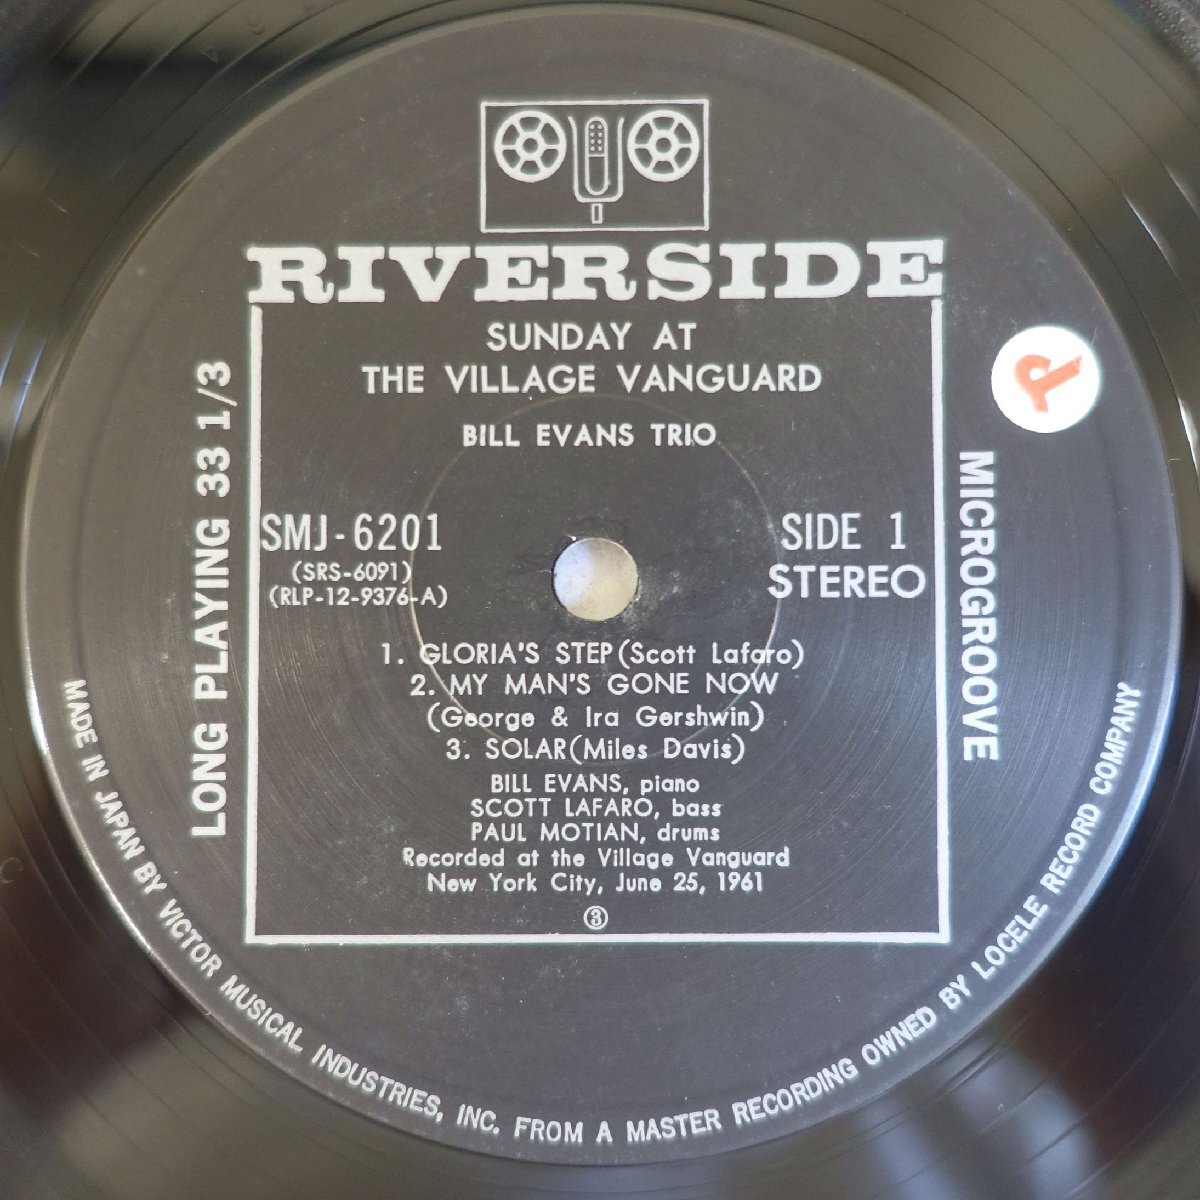 RIVERSIDE
SUNDAY AT
THE VILLAGE VANGUARD
BILL EVANS TRIO
LONG PLAYING 33 1/3
MICROGROOVE
SMJ-6201
(SRS-6091)
(RLP-12-9376-A)
SIDE 1
STEREO
1. GLORIA'S STEP (Scott Lafaro)
2. MY MAN'S GONE NOW
(George & Ira Gershwin)
3. SOLAR (Miles Davis)
BILL EVANS, piano
SCOTT LAFARO, bass
PAUL MOTIAN, drums
Recorded at the Village Vanguard
New York City, June 25, 1961
③
MADE IN JAPAN BY VICTOR MUSICAL INDUSTRIES, INC. FROM A MASTER RECORDING OWNED BY LOCELE RECORD COMPANY